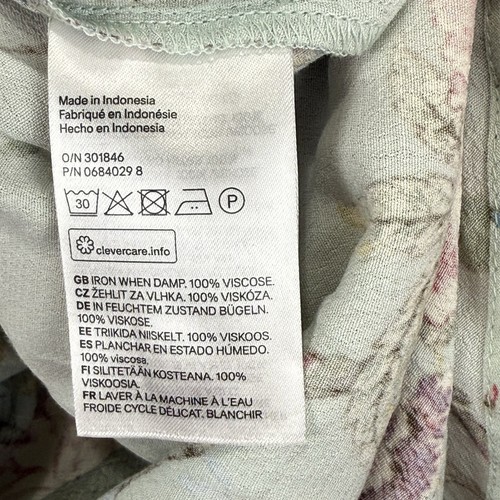 Made in Indonesia
Fabriqué en Indonésie
Hecho en Indonesia
O/N 301846
P/N 0684029 8
30 P
clevercare.info
GB IRON WHEN DAMP. 100% VISCOSE.
CZ ŽEHLIT ZA VLHKA. 100% VISKÓZA.
DE IN FEUCHTEM ZUSTAND BÜGELN.
100% VISKOSE.
EE TRIIKIDA NIISKELT. 100% VISKOOS.
ES PLANCHAR EN ESTADO HÚMEDO.
100% viscosa.
FI SILITETÄÄN KOSTEANA. 100%
VISKOOSIA.
FR LAVER À LA MACHINE À L'EAU
FROIDE CYCLE DÉLICAT. BLANCHIR